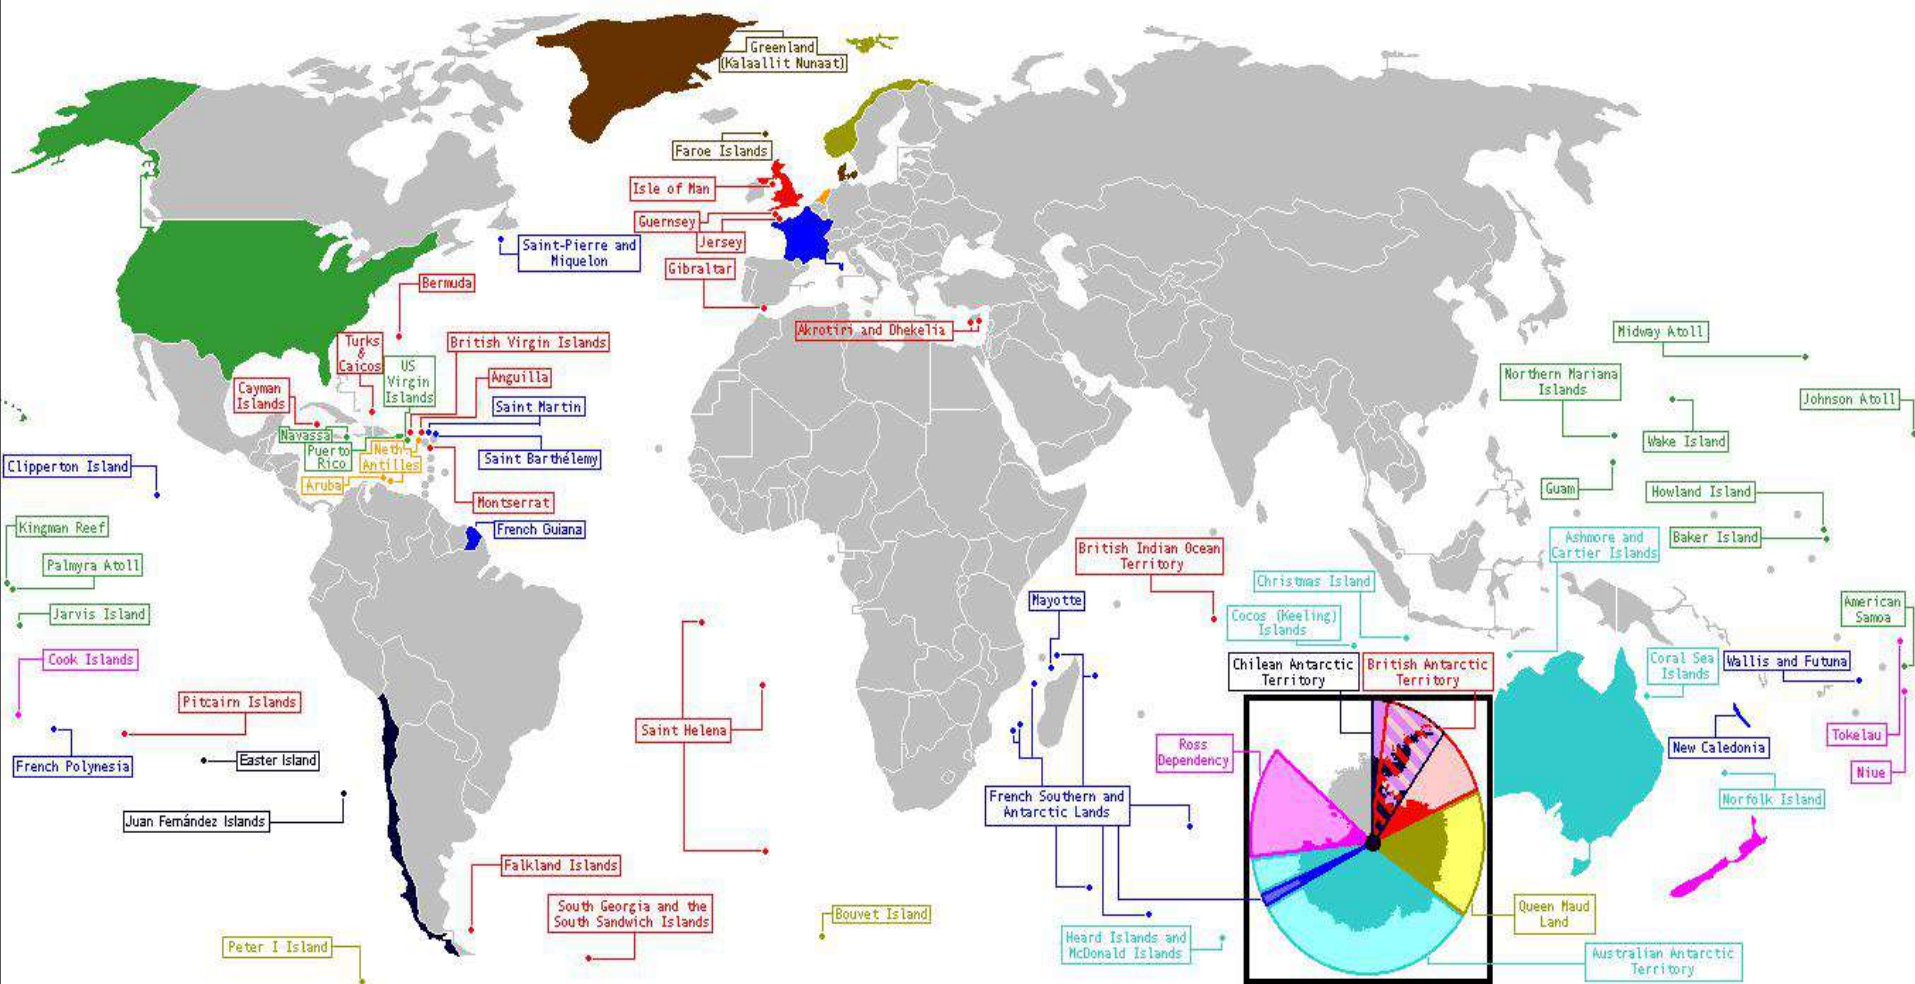 Greenland
(Kalaallit Nunaat)
Faroe Islands
Isle of Man
Guernsey
Jersey
Gibraltar
Saint-Pierre and
Miquelon
Bermuda
Akrotiri and Dhekelia
Turks
&
Caicos
US
Virgin
Islands
British Virgin Islands
Anguilla
Saint Martin
Cayman
Islands
Navassa
Puerto
Rico
Neth.
Antilles
Saint Barthélemy
Aruba
Montserrat
French Guiana
Clipperton Island
Kingman Reef
Palmyra Atoll
Jarvis Island
Cook Islands
Pitcairn Islands
French Polynesia
Easter Island
Juan Fernández Islands
Falkland Islands
South Georgia and the
South Sandwich Islands
Peter I Island
Saint Helena
Bouvet Island
Midway Atoll
Northern Mariana
Islands
Johnson Atoll
Wake Island
Guam
Howland Island
Baker Island
Ashmore and
Cartier Islands
British Indian Ocean
Territory
Christmas Island
Cocos (Keeling)
Islands
Mayotte
American
Samoa
Chilean Antarctic
Territory
British Antarctic
Territory
Coral Sea
Islands
Wallis and Futuna
Ross
Dependency
New Caledonia
Tokelau
Niue
Norfolk Island
French Southern and
Antarctic Lands
Heard Islands and
McDonald Islands
Queen Maud
Land
Australian Antarctic
Territory